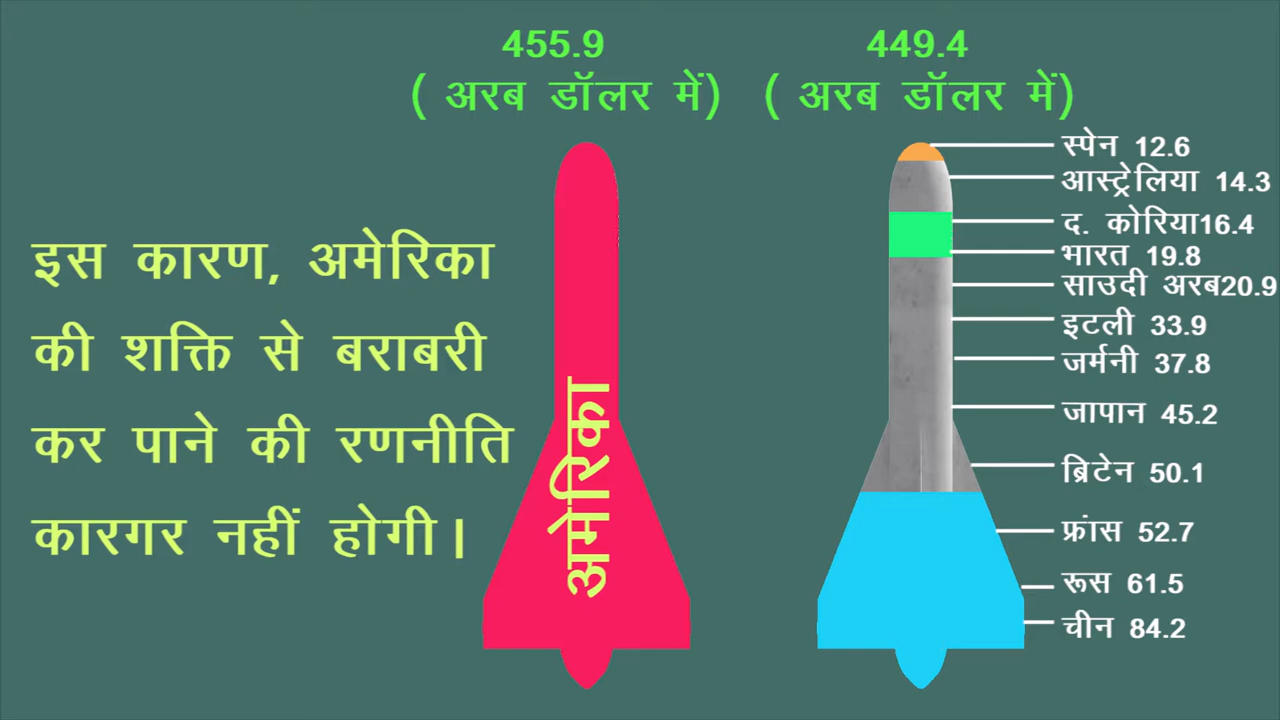 455.9
( अरब डॉलर में)
449.4
( अरब डॉलर में)
इस कारण, अमेरिका
की शक्ति से बराबरी
कर पाने की रणनीति
कारगर नहीं होगी।
अमेरिका
स्पेन 12.6
आस्ट्रेलिया 14.3
द. कोरिया16.4
भारत 19.8
साउदी अरब20.9
इटली 33.9
जर्मनी 37.8
जापान 45.2
ब्रिटेन 50.1
फ्रांस 52.7
रूस 61.5
चीन 84.2